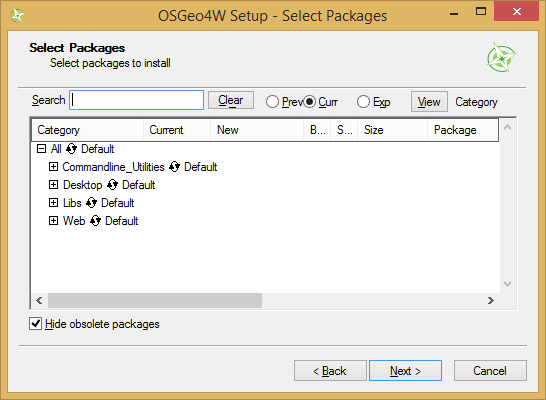 OSGeo4W Setup - Select Packages
Select Packages
Select packages to install
Search Clear Prev Curr Exp View Category
Category Current New B... S... Size Package
All Default
Commandline_Utilities Default
Desktop Default
Libs Default
Web Default
Hide obsolete packages
< Back Next > Cancel